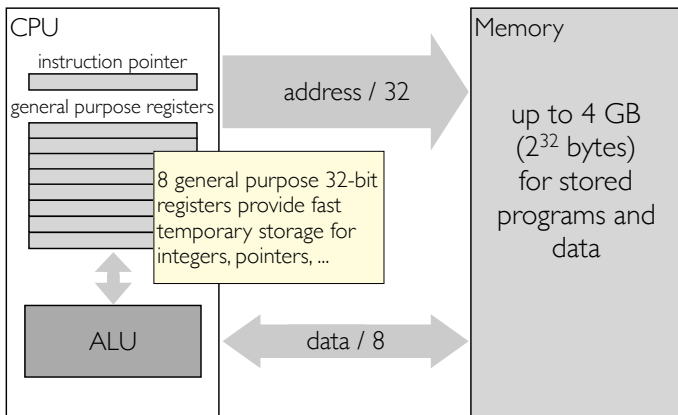 CPU
instruction pointer
general purpose registers
8 general purpose 32-bit
registers provide fast
temporary storage for
integers, pointers, ...
ALU
address / 32
data / 8
Memory
up to 4 GB
(2³² bytes)
for stored
programs and
data